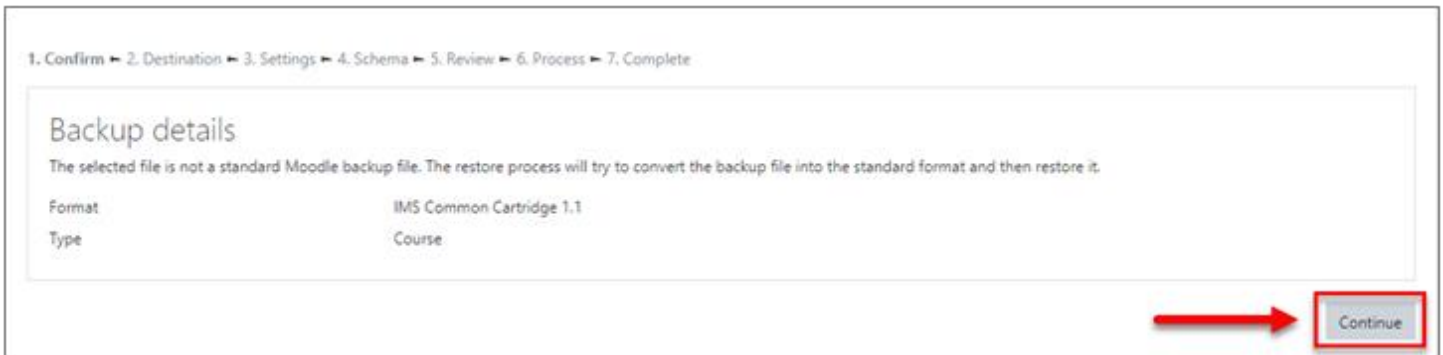 1. Confirm ► 2. Destination ► 3. Settings ► 4. Schema ► 5. Review ► 6. Process ► 7. Complete
Backup details
The selected file is not a standard Moodle backup file. The restore process will try to convert the backup file into the standard format and then restore it.
Format IMS Common Cartridge 1.1
Type Course
Continue